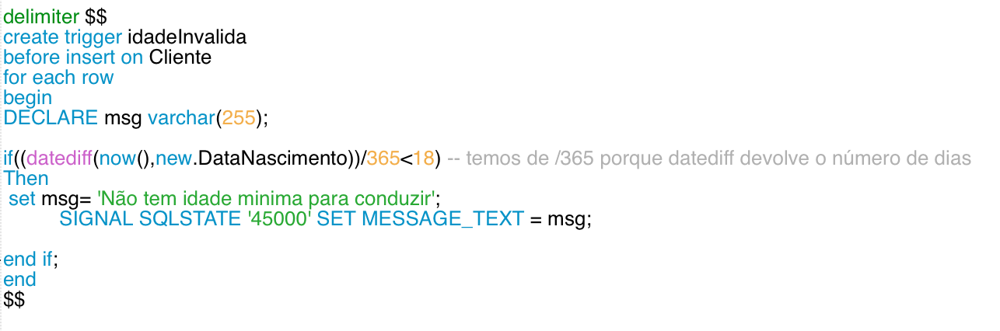 delimiter $$
create trigger idadeInvalida
before insert on Cliente
for each row
begin
DECLARE msg varchar(255);
if((datediff(now(),new.DataNascimento))/365<18) -- temos de /365 porque datediff devolve o número de dias
Then
set msg= 'Não tem idade minima para conduzir';
SIGNAL SQLSTATE '45000' SET MESSAGE_TEXT = msg;
end if;
end
$$